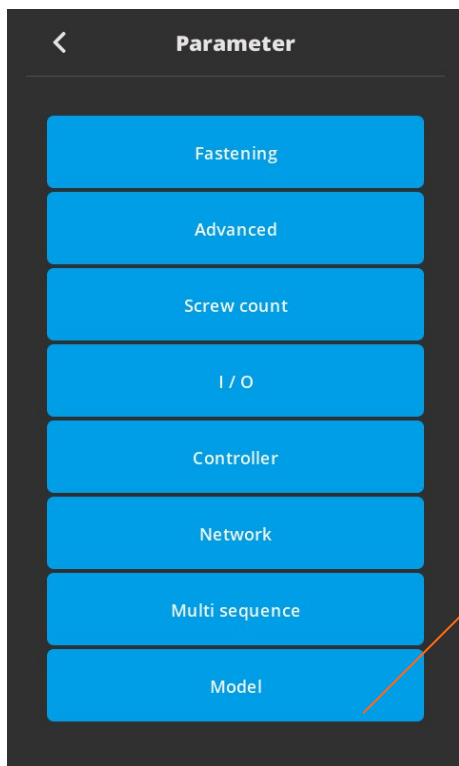 Parameter
Fastening
Advanced
Screw count
I / O
Controller
Network
Multi sequence
Model